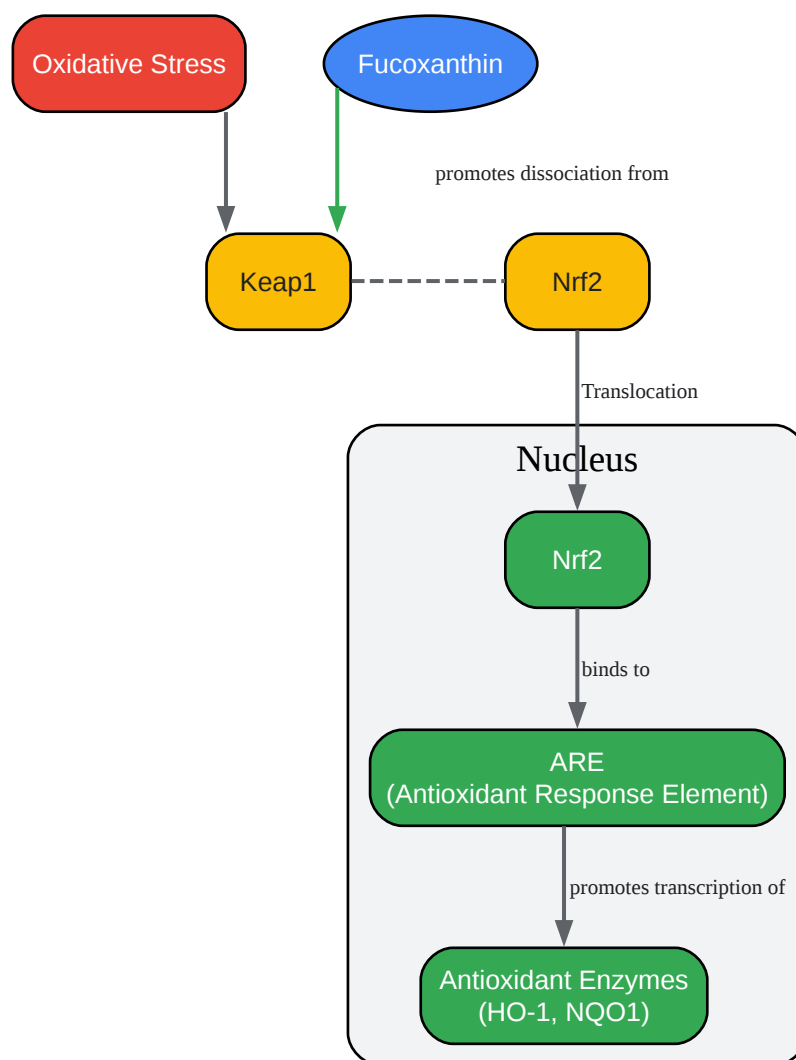 Oxidative Stress
Fucoxanthin
promotes dissociation from
Keap1
Nrf2
Translocation
Nucleus
Nrf2
binds to
ARE
(Antioxidant Response Element)
promotes transcription of
Antioxidant Enzymes
(HO-1, NQO1)